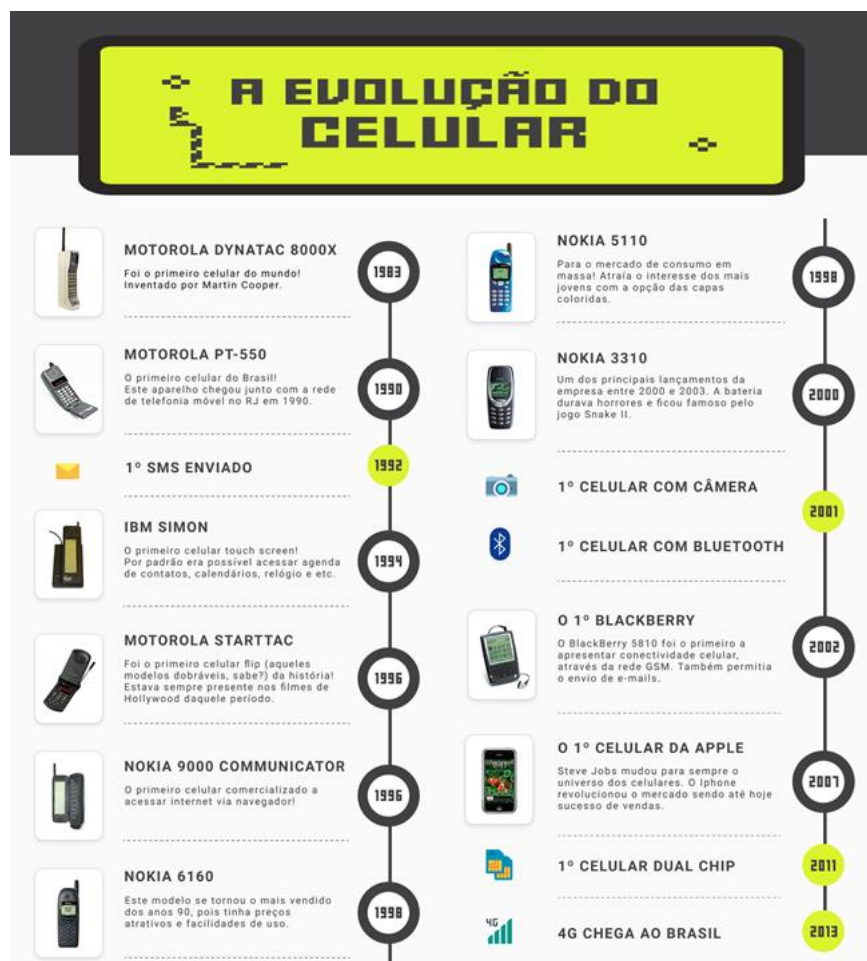 A EVOLUÇÃO DO
CELULAR
MOTOROLA DYNATAC 8000X
Foi o primeiro celular do mundo!
Inventado por Martin Cooper.
1983
MOTOROLA PT-550
O primeiro celular do Brasil!
Este aparelho chegou junto com a rede
de telefonia móvel no RJ em 1990.
1990
1º SMS ENVIADO
1992
IBM SIMON
O primeiro celular touch screen!
Por padrão era possível acessar agenda
de contatos, calendários, relógio e etc.
1994
MOTOROLA STARTTAC
Foi o primeiro celular flip (aqueles
modelos dobráveis, sabe?) da história!
Estava sempre presente nos filmes de
Hollywood daquele período.
1996
NOKIA 9000 COMMUNICATOR
O primeiro celular comercializado a
acessar internet via navegador!
1996
NOKIA 6160
Este modelo se tornou o mais vendido
dos anos 90, pois tinha preços
atrativos e facilidades de uso.
1998
NOKIA 5110
Para o mercado de consumo em
massa! Atraía o interesse dos mais
jovens com a opção das capas
coloridas.
1998
NOKIA 3310
Um dos principais lançamentos da
empresa entre 2000 e 2003. A bateria
durava horrores e ficou famoso pelo
jogo Snake II.
2000
1º CELULAR COM CÂMERA
2001
1º CELULAR COM BLUETOOTH
O 1º BLACKBERRY
O BlackBerry 5810 foi o primeiro a
apresentar conectividade celular,
através da rede GSM. Também permitia
o envio de e-mails.
2002
O 1º CELULAR DA APPLE
Steve Jobs mudou para sempre o
universo dos celulares. O Iphone
revolucionou o mercado sendo até hoje
sucesso de vendas.
2007
1º CELULAR DUAL CHIP
2011
4G
4G CHEGA AO BRASIL
2013